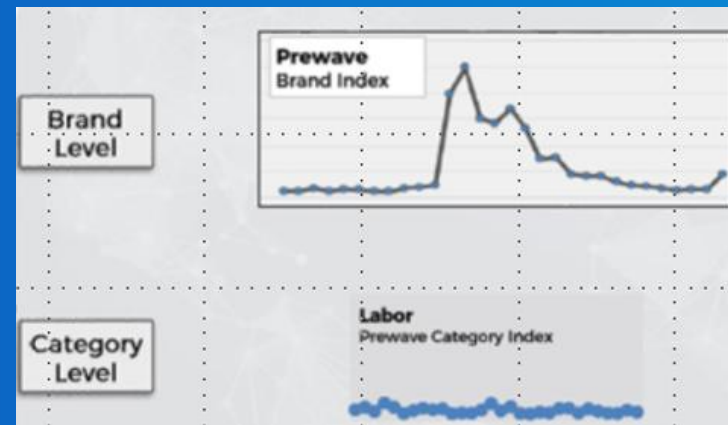 Prewave
Brand Index
Brand
Level
Labor
Prewave Category Index
Category
Level